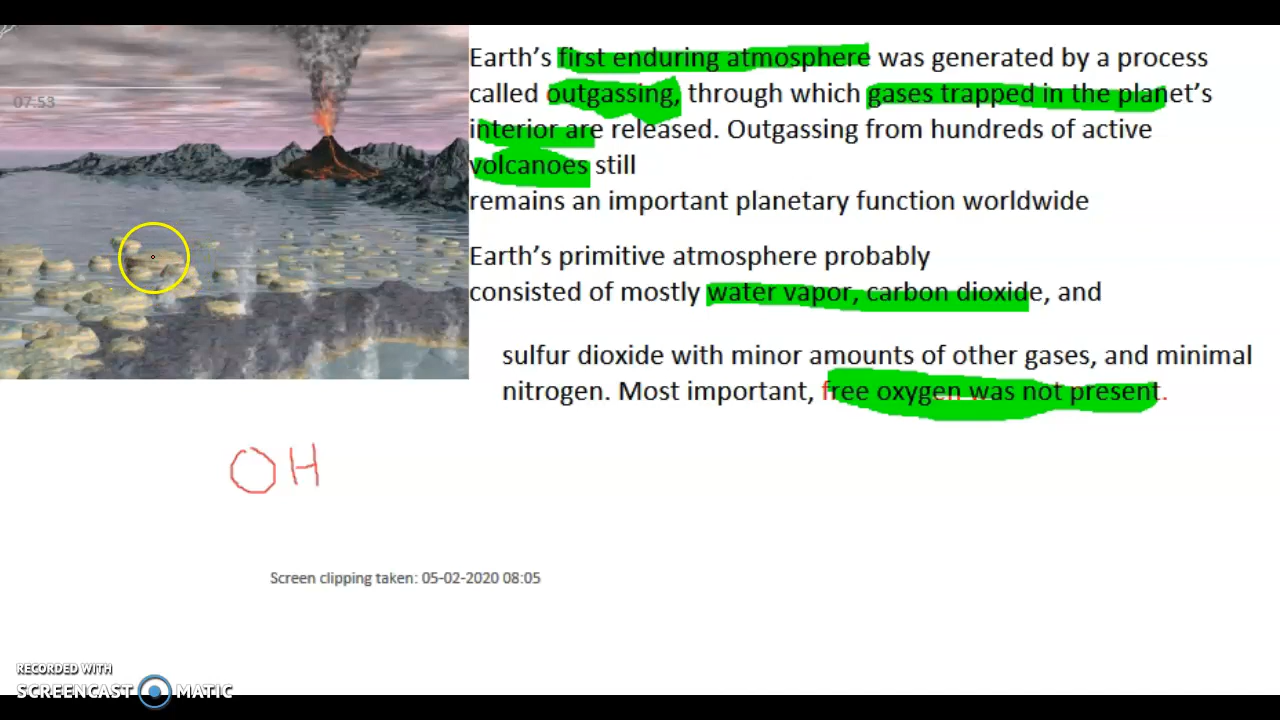 07:53
Earth's first enduring atmosphere was generated by a process
called outgassing, through which gases trapped in the planet's
interior are released. Outgassing from hundreds of active
volcanoes still
remains an important planetary function worldwide
Earth's primitive atmosphere probably
consisted of mostly water vapor, carbon dioxide, and
sulfur dioxide with minor amounts of other gases, and minimal
nitrogen. Most important, free oxygen was not present.
OH
Screen clipping taken: 05-02-2020 08:05
RECORDED WITH
SCREENCAST MATIC